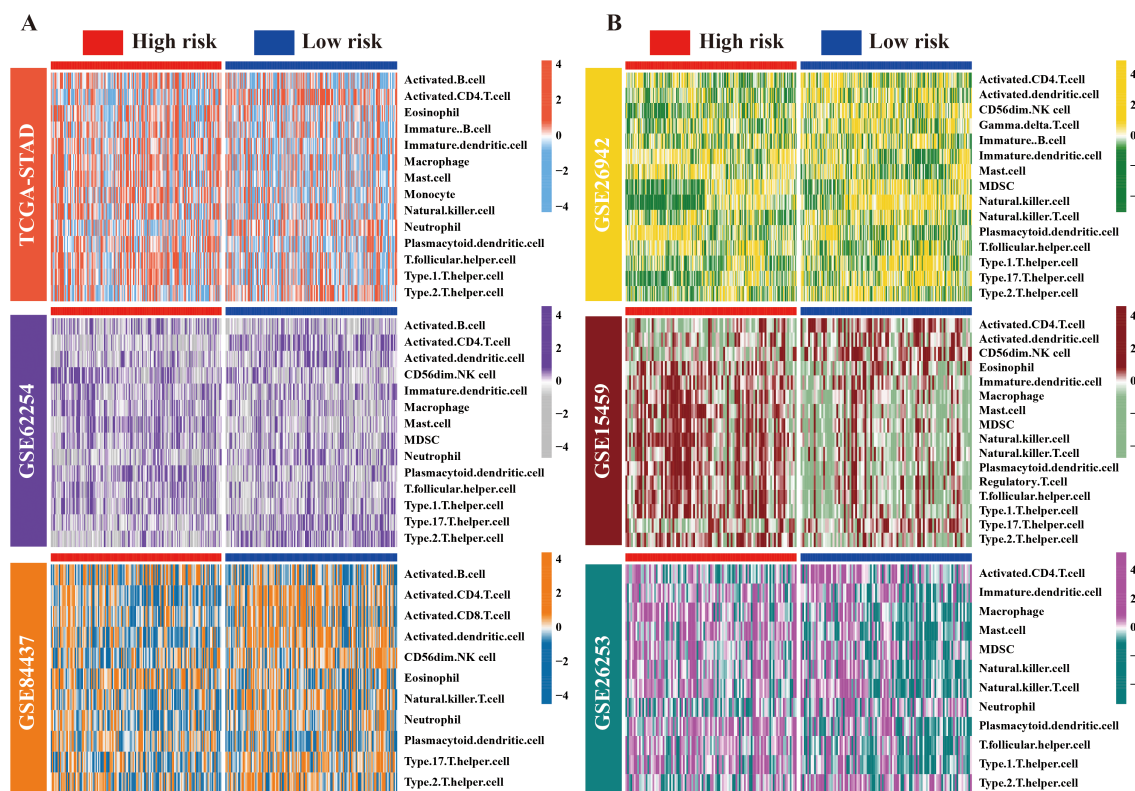 A
High risk
Low risk
TCGA-STAD
Activated.B.cell
Activated.CD4.T.cell
Eosinophil
Immature..B.cell
Immature.dendritic.cell
Macrophage
Mast.cell
Monocyte
Natural.killer.cell
Neutrophil
Plasmacytoid.dendritic.cell
T.follicular.helper.cell
Type.1.T.helper.cell
Type.2.T.helper.cell
4
2
0
−2
−4
GSE62254
Activated.B.cell
Activated.CD4.T.cell
Activated.dendritic.cell
CD56dim.NK cell
Immature.dendritic.cell
Macrophage
Mast.cell
MDSC
Neutrophil
Plasmacytoid.dendritic.cell
T.follicular.helper.cell
Type.1.T.helper.cell
Type.17.T.helper.cell
Type.2.T.helper.cell
4
2
0
−2
−4
GSE84437
Activated.B.cell
Activated.CD4.T.cell
Activated.CD8.T.cell
Activated.dendritic.cell
CD56dim.NK cell
Eosinophil
Natural.killer.T.cell
Neutrophil
Plasmacytoid.dendritic.cell
Type.17.T.helper.cell
Type.2.T.helper.cell
4
2
0
−2
−4
B
High risk
Low risk
GSE26942
Activated.CD4.T.cell
Activated.dendritic.cell
CD56dim.NK cell
Gamma.delta.T.cell
Immature..B.cell
Immature.dendritic.cell
Mast.cell
MDSC
Natural.killer.cell
Natural.killer.T.cell
Plasmacytoid.dendritic.cell
T.follicular.helper.cell
Type.1.T.helper.cell
Type.17.T.helper.cell
Type.2.T.helper.cell
4
2
0
−
−
GSE15459
Activated.CD4.T.cell
Activated.dendritic.cell
CD56dim.NK cell
Eosinophil
Immature.dendritic.cell
Macrophage
Mast.cell
MDSC
Natural.killer.cell
Natural.killer.T.cell
Plasmacytoid.dendritic.cell
Regulatory.T.cell
T.follicular.helper.cell
Type.1.T.helper.cell
Type.17.T.helper.cell
Type.2.T.helper.cell
4
2
0
−
−
GSE26253
Activated.CD4.T.cell
Immature.dendritic.cell
Macrophage
Mast.cell
MDSC
Natural.killer.cell
Natural.killer.T.cell
Neutrophil
Plasmacytoid.dendritic.cell
T.follicular.helper.cell
Type.1.T.helper.cell
Type.2.T.helper.cell
4
2
0
−
−